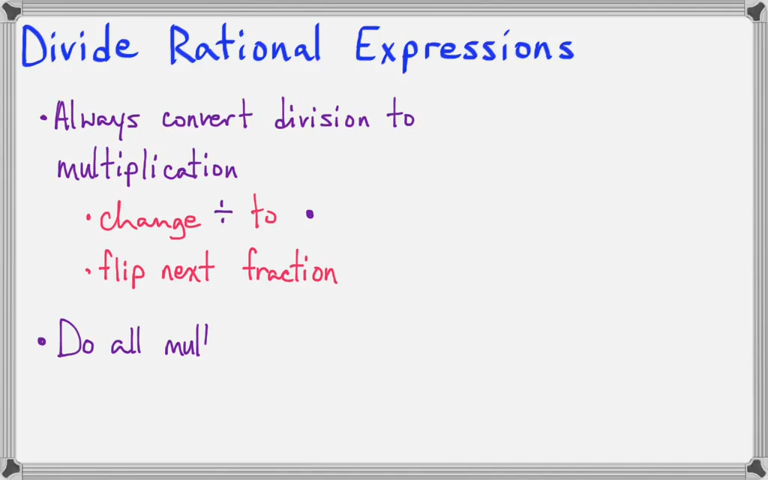 Divide Rational Expressions
• Always convert division to
multiplication
• change ÷ to •
• flip next fraction
• Do all mul